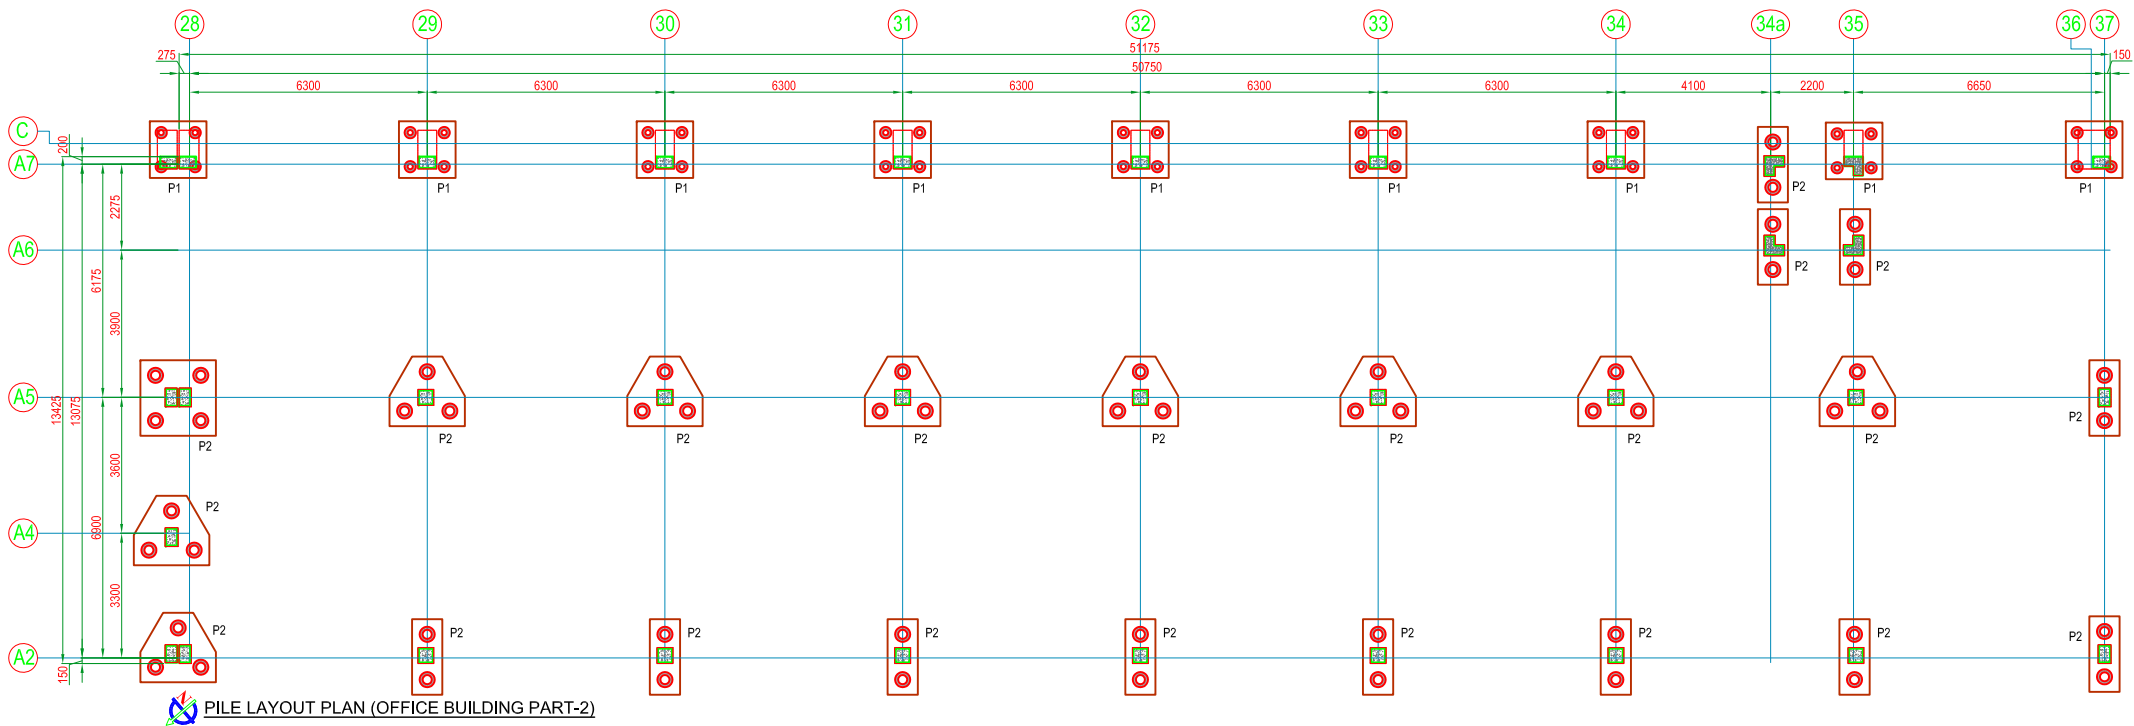 28 29 30 31 32 33 34 34a 35 36 37
51175
275 50750 150
6300 6300 6300 6300 6300 6300 4100 2200 6650
C
200
A7
P1 P1 P1 P1 P1 P1 P1 P2 P1 P1
2275
A6
P2 P2
6175
3900
A5
13425
13075
P2
P2 P2 P2 P2 P2 P2 P2
P2
3600
P2
A4
6900
3300
P2 P2 P2 P2 P2 P2 P2 P2 P2
A2
150
N
PILE LAYOUT PLAN (OFFICE BUILDING PART-2)